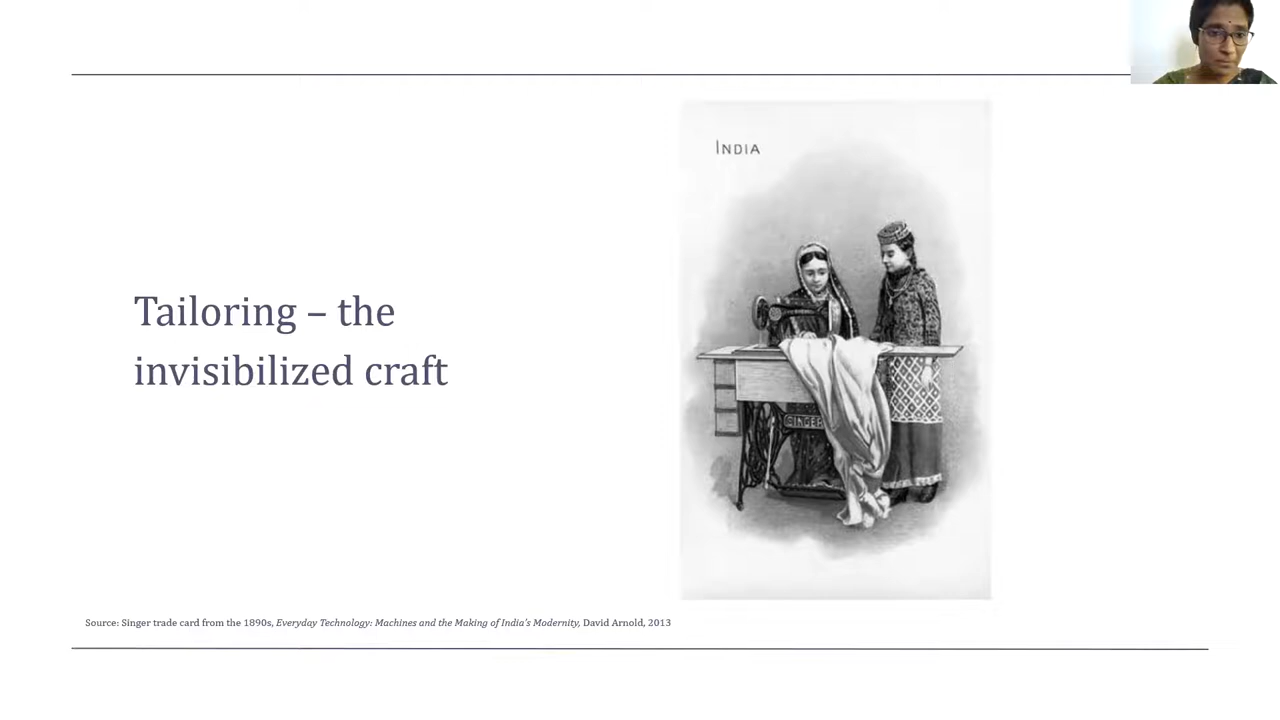 INDIA
Tailoring – the
invisibilized craft
SINGER
Source: Singer trade card from the 1890s, Everyday Technology: Machines and the Making of India's Modernity, David Arnold, 2013